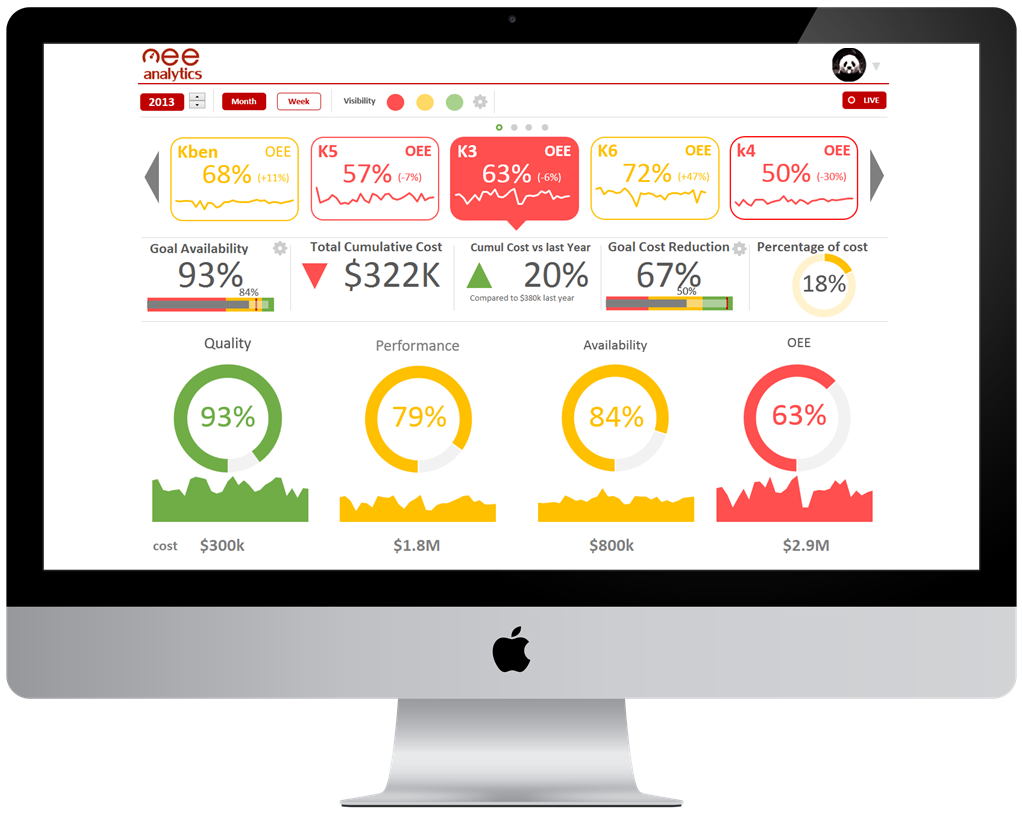 oee
analytics
2013 Month Week Visibility LIVE
Kben OEE
68% (+11%)
K5 OEE
57% (-7%)
K3 OEE
63% (-6%)
K6 OEE
72% (+47%)
k4 OEE
50% (-30%)
Goal Availability
93%
84%
Total Cumulative Cost
$322K
Cumul Cost vs last Year
20%
Compared to $380k last year
Goal Cost Reduction
67%
50%
Percentage of cost
18%
Quality Performance Availability OEE
93% 79% 84% 63%
cost $300k $1.8M $800k $2.9M